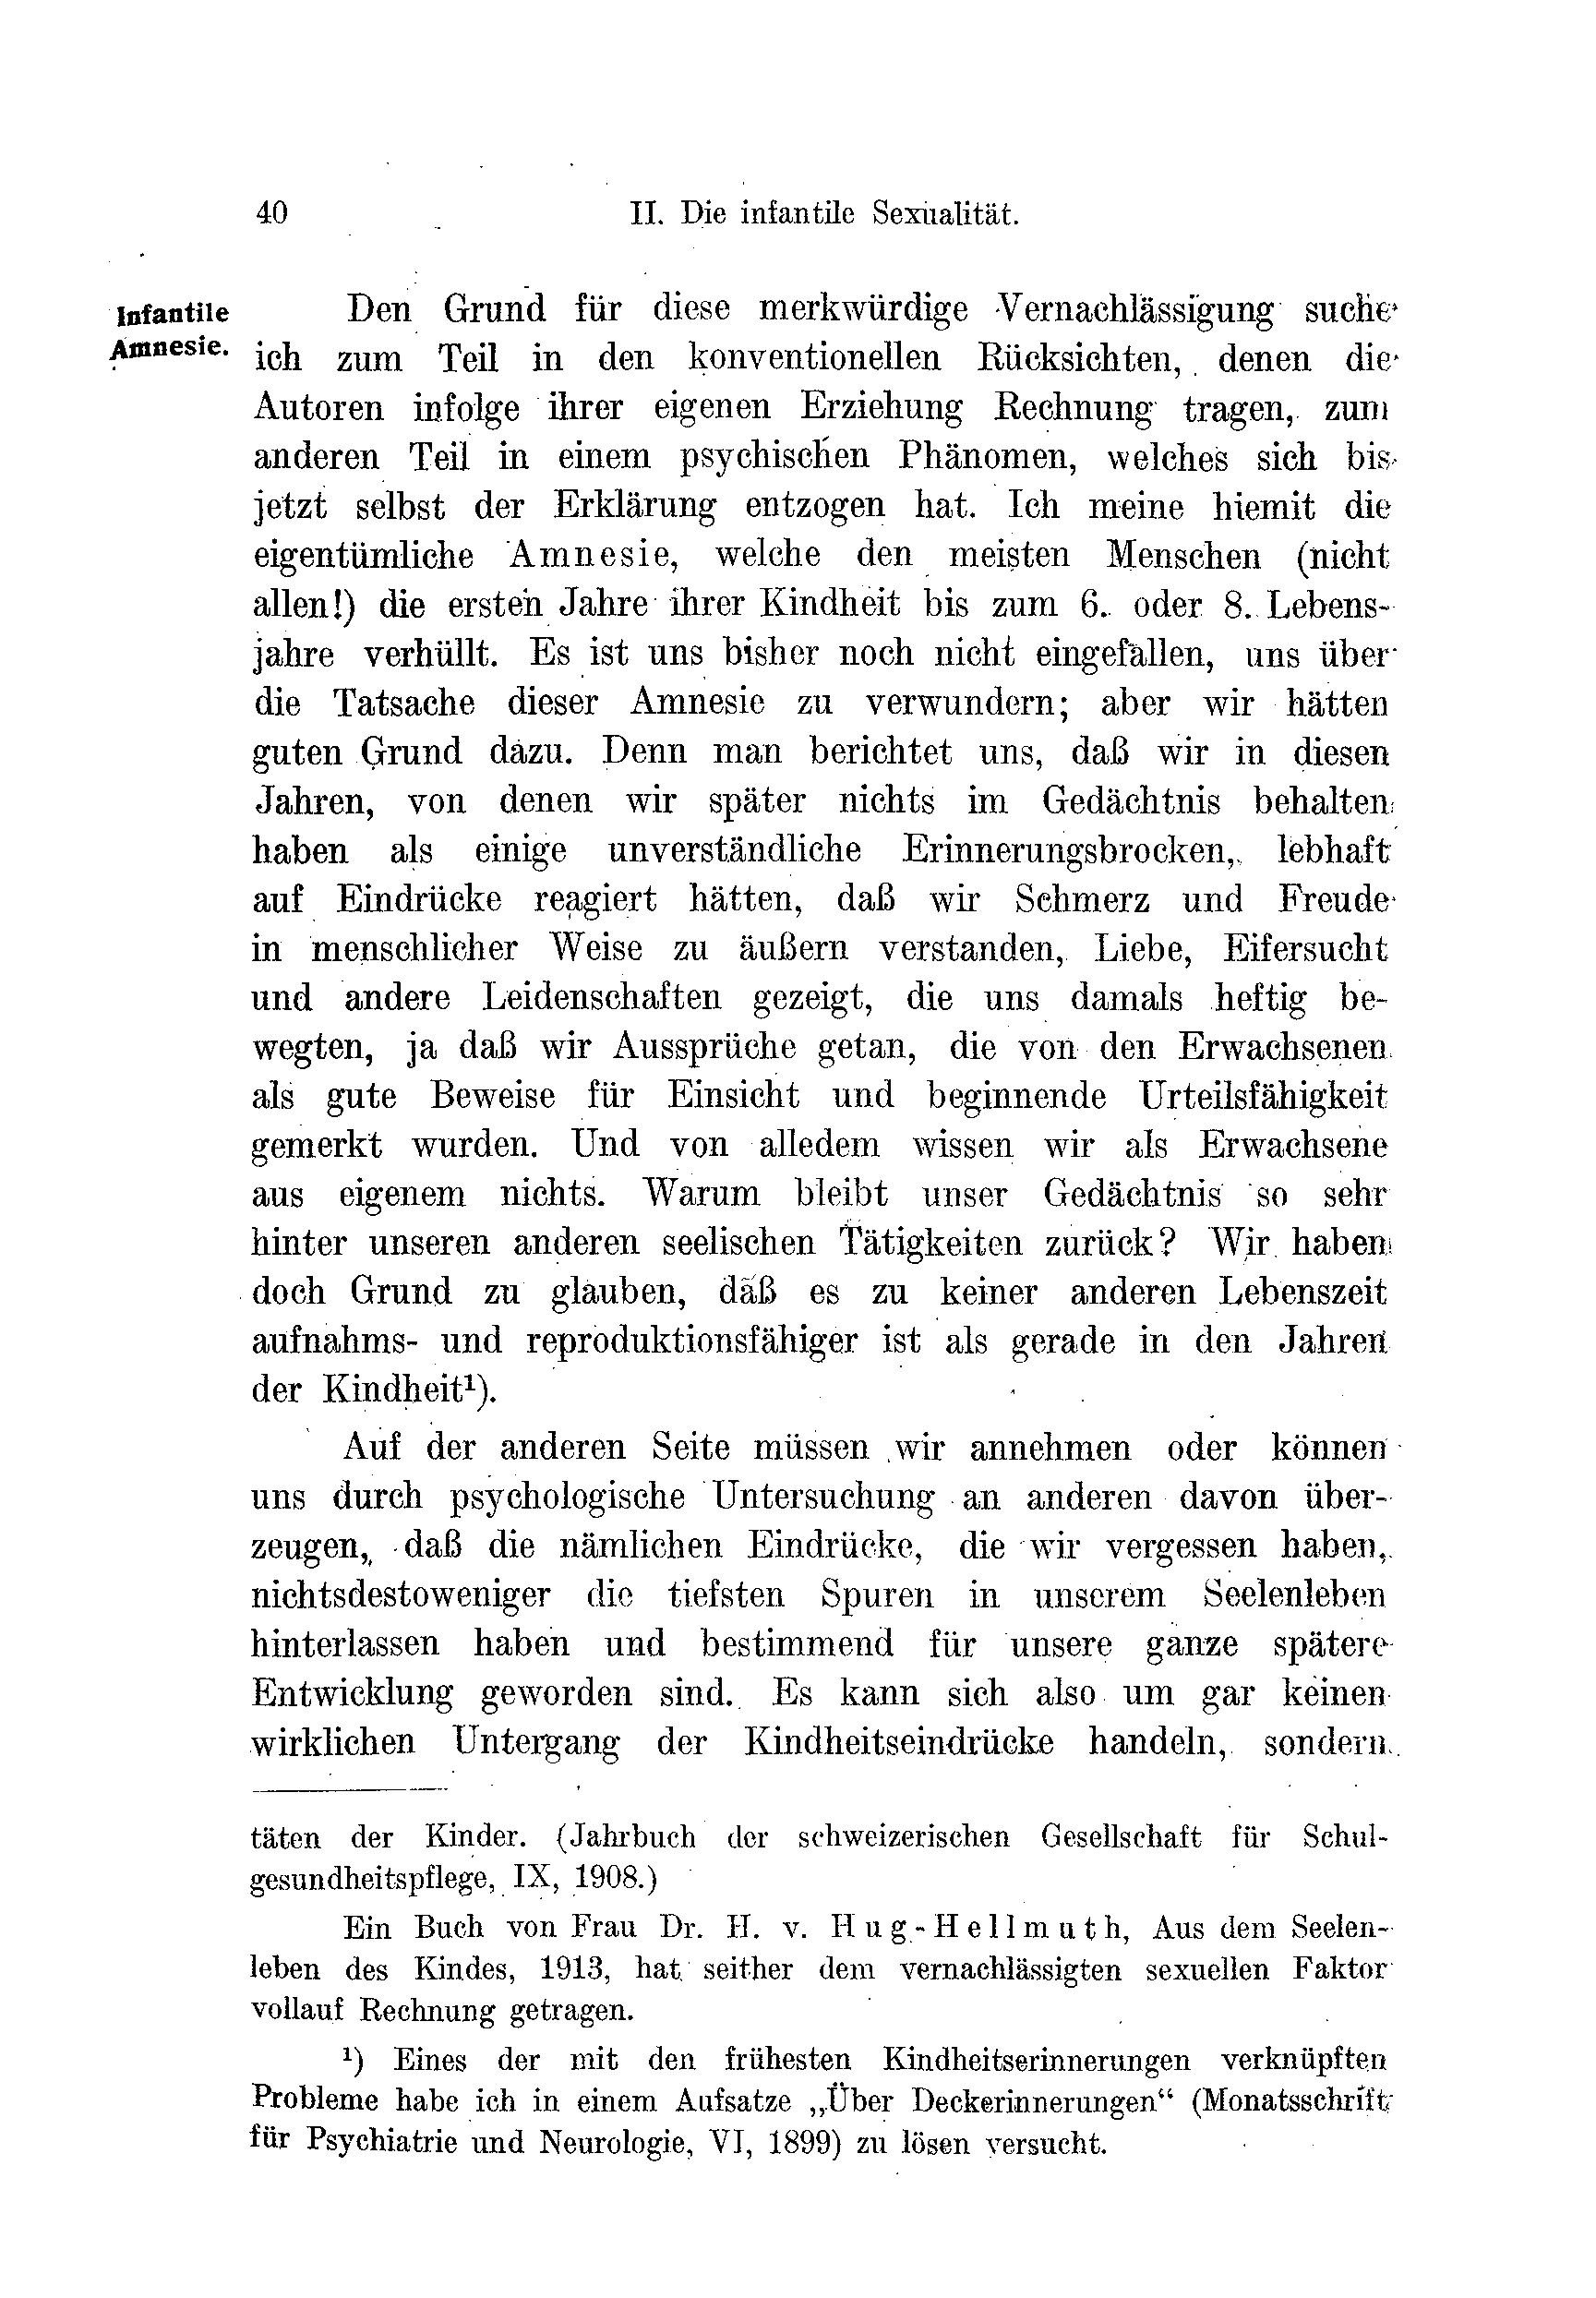 40 II. Die infantile Sexualität.
Infantile
Amnesie.
Den Grund für diese merkwürdige Vernachlässigung suche
ich zum Teil in den konventionellen Rücksichten, denen die
Autoren infolge ihrer eigenen Erziehung Rechnung tragen, zum
anderen Teil in einem psychischen Phänomen, welches sich bis
jetzt selbst der Erklärung entzogen hat. Ich meine hiemit die
eigentümliche Amnesie, welche den meisten Menschen (nicht
allen!) die ersten Jahre ihrer Kindheit bis zum 6. oder 8. Lebens-
jahre verhüllt. Es ist uns bisher noch nicht eingefallen, uns über
die Tatsache dieser Amnesie zu verwundern; aber wir hätten
guten Grund dazu. Denn man berichtet uns, daß wir in diesen
Jahren, von denen wir später nichts im Gedächtnis behalten
haben als einige unverständliche Erinnerungsbrocken, lebhaft
auf Eindrücke reagiert hätten, daß wir Schmerz und Freude
in menschlicher Weise zu äußern verstanden, Liebe, Eifersucht
und andere Leidenschaften gezeigt, die uns damals heftig be-
wegten, ja daß wir Aussprüche getan, die von den Erwachsenen
als gute Beweise für Einsicht und beginnende Urteilsfähigkeit
gemerkt wurden. Und von alledem wissen wir als Erwachsene
aus eigenem nichts. Warum bleibt unser Gedächtnis so sehr
hinter unseren anderen seelischen Tätigkeiten zurück? Wir haben
doch Grund zu glauben, daß es zu keiner anderen Lebenszeit
aufnahms- und reproduktionsfähiger ist als gerade in den Jahren
der Kindheit¹).
Auf der anderen Seite müssen wir annehmen oder können
uns durch psychologische Untersuchung an anderen davon über-
zeugen, daß die nämlichen Eindrücke, die wir vergessen haben,
nichtsdestoweniger die tiefsten Spuren in unserem Seelenleben
hinterlassen haben und bestimmend für unsere ganze spätere
Entwicklung geworden sind. Es kann sich also um gar keinen
wirklichen Untergang der Kindheitseindrücke handeln, sondern
täten der Kinder. (Jahrbuch der schweizerischen Gesellschaft für Schul-
gesundheitspflege, IX, 1908.)
Ein Buch von Frau Dr. H. v. Hug-Hellmuth, Aus dem Seelen-
leben des Kindes, 1913, hat seither dem vernachlässigten sexuellen Faktor
vollauf Rechnung getragen.
¹) Eines der mit den frühesten Kindheitserinnerungen verknüpften
Probleme habe ich in einem Aufsatze „Über Deckerinnerungen“ (Monatsschrift
für Psychiatrie und Neurologie, VI, 1899) zu lösen versucht.